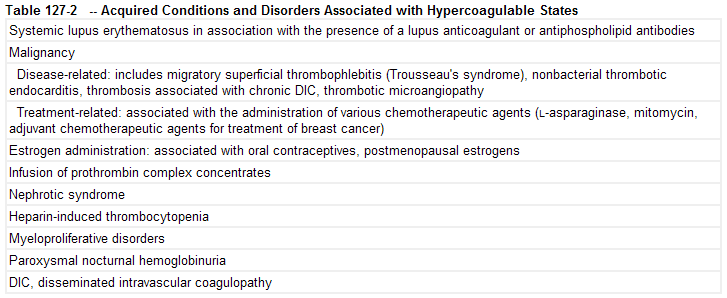 Table 127-2 -- Acquired Conditions and Disorders Associated with Hypercoagulable States
Systemic lupus erythematosus in association with the presence of a lupus anticoagulant or antiphospholipid antibodies
Malignancy
Disease-related: includes migratory superficial thrombophlebitis (Trousseau's syndrome), nonbacterial thrombotic
endocarditis, thrombosis associated with chronic DIC, thrombotic microangiopathy
Treatment-related: associated with the administration of various chemotherapeutic agents (L-asparaginase, mitomycin,
adjuvant chemotherapeutic agents for treatment of breast cancer)
Estrogen administration: associated with oral contraceptives, postmenopausal estrogens
Infusion of prothrombin complex concentrates
Nephrotic syndrome
Heparin-induced thrombocytopenia
Myeloproliferative disorders
Paroxysmal nocturnal hemoglobinuria
DIC, disseminated intravascular coagulopathy